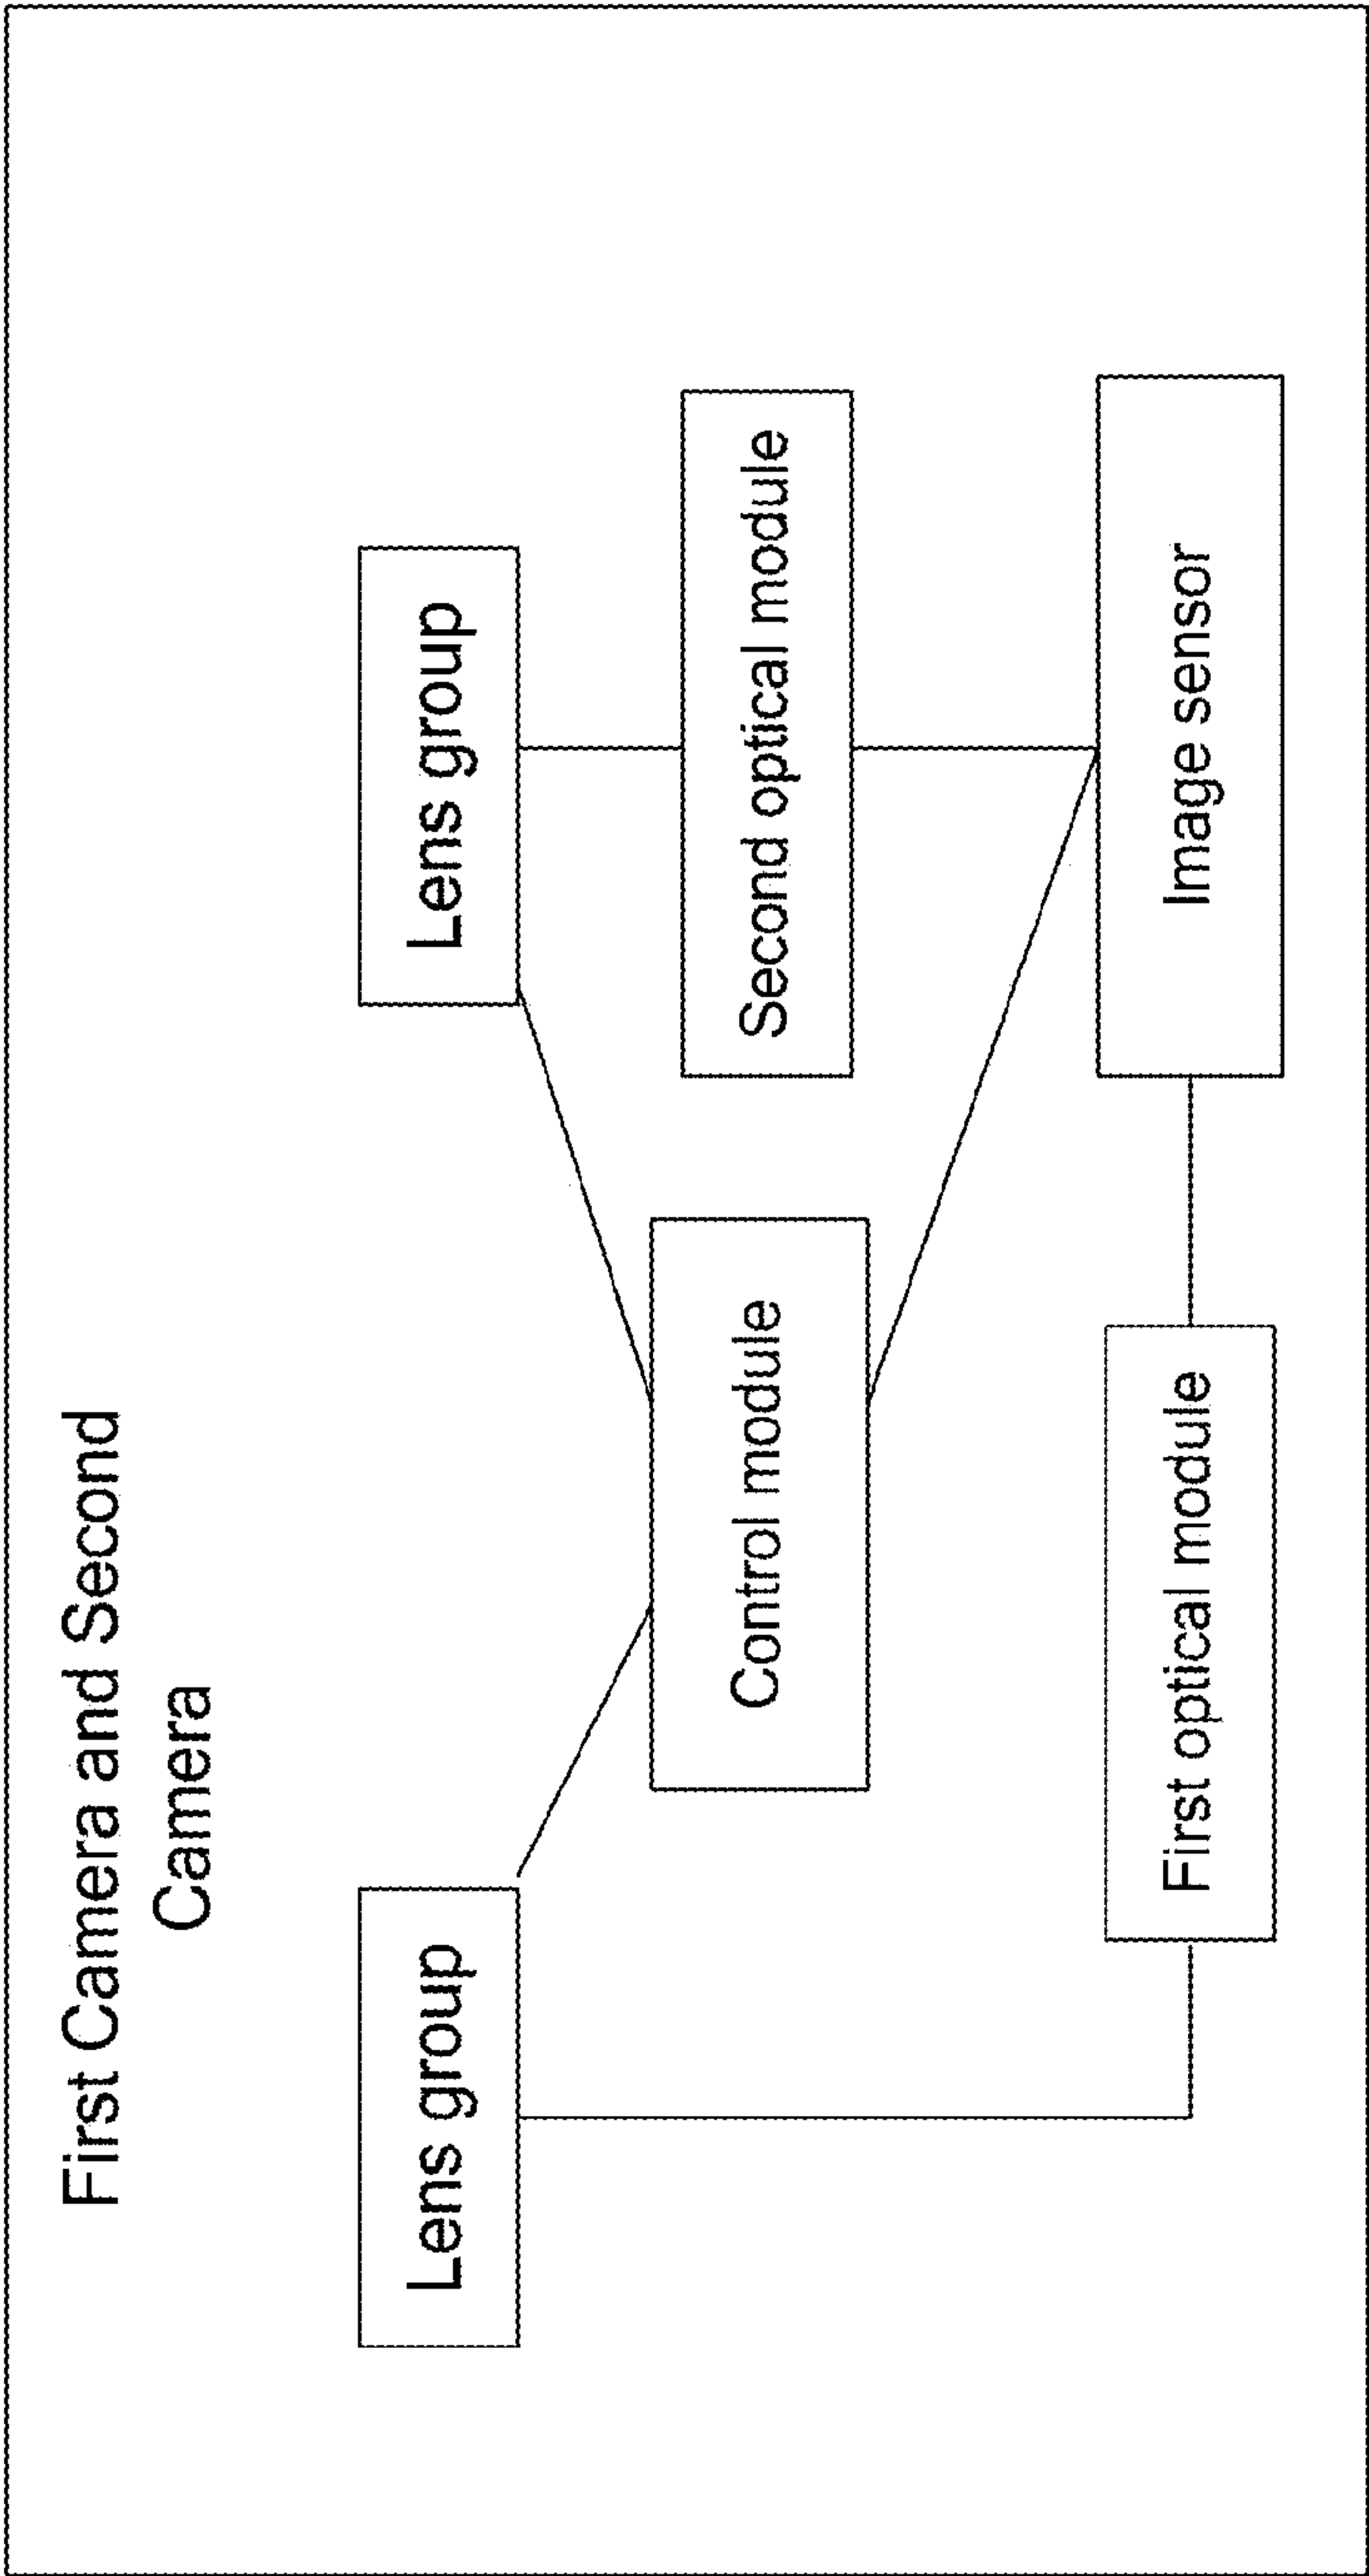 First Camera and Second
Camera
Lens group
Lens group
Control module
Second optical module
First optical module
Image sensor